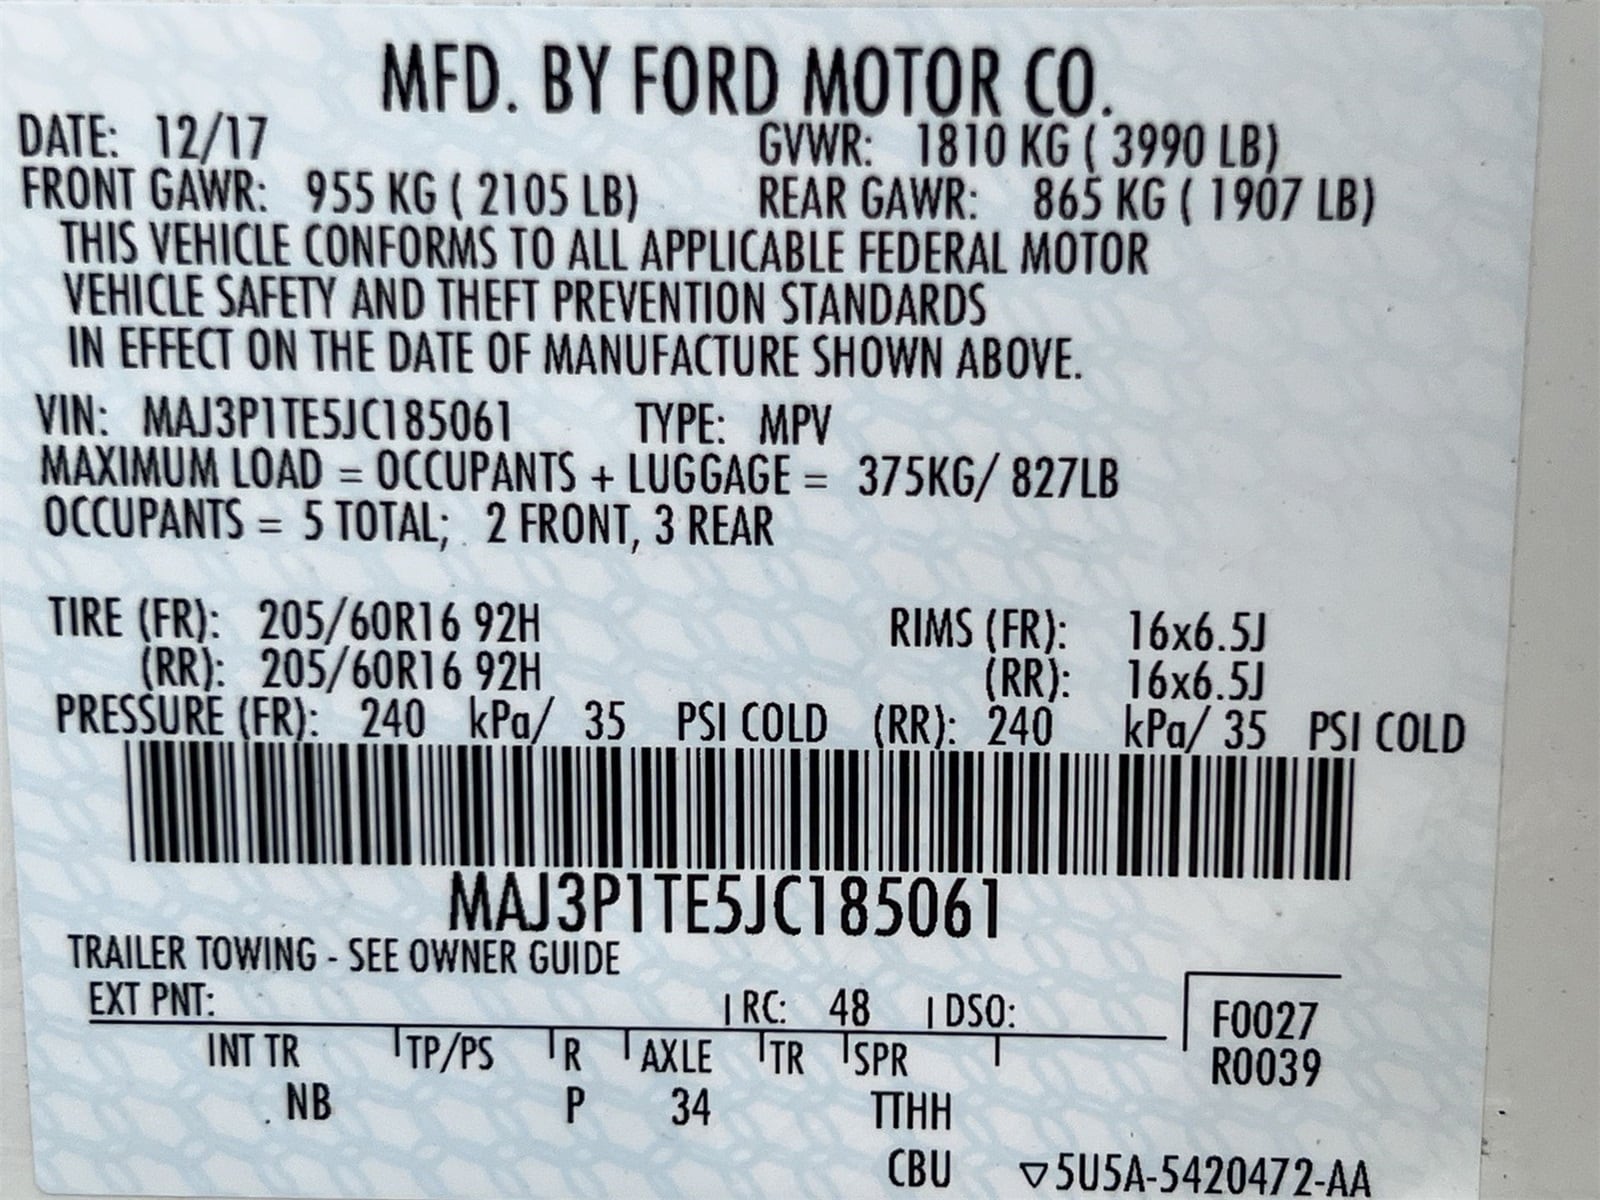 MFD. BY FORD MOTOR CO.
DATE: 12/17 GVWR: 1810 KG ( 3990 LB)
FRONT GAWR: 955 KG ( 2105 LB) REAR GAWR: 865 KG ( 1907 LB)
THIS VEHICLE CONFORMS TO ALL APPLICABLE FEDERAL MOTOR
VEHICLE SAFETY AND THEFT PREVENTION STANDARDS
IN EFFECT ON THE DATE OF MANUFACTURE SHOWN ABOVE.
VIN: MAJ3P1TE5JC185061 TYPE: MPV
MAXIMUM LOAD = OCCUPANTS + LUGGAGE = 375KG/ 827LB
OCCUPANTS = 5 TOTAL; 2 FRONT, 3 REAR
TIRE (FR): 205/60R16 92H RIMS (FR): 16x6.5J
(RR): 205/60R16 92H (RR): 16x6.5J
PRESSURE (FR): 240 kPa/ 35 PSI COLD (RR): 240 kPa/ 35 PSI COLD
MAJ3P1TE5JC185061
TRAILER TOWING - SEE OWNER GUIDE
EXT PNT: RC: 48 DSO: F0027
INT TR TP/PS R AXLE TR SPR R0039
NB P 34 TTHH
CBU ▽5U5A-5420472-AA